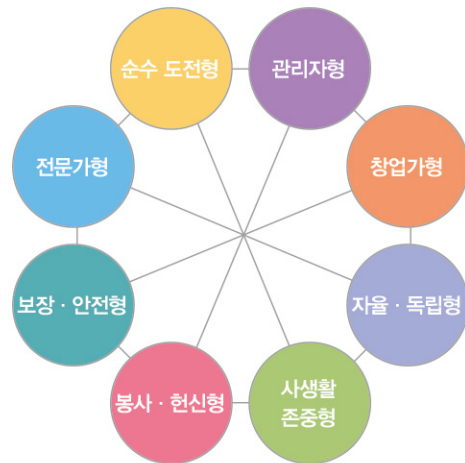 순수 도전형
관리자형
전문가형
창업가형
보장 · 안전형
자율 · 독립형
봉사 · 헌신형
사생활
존중형